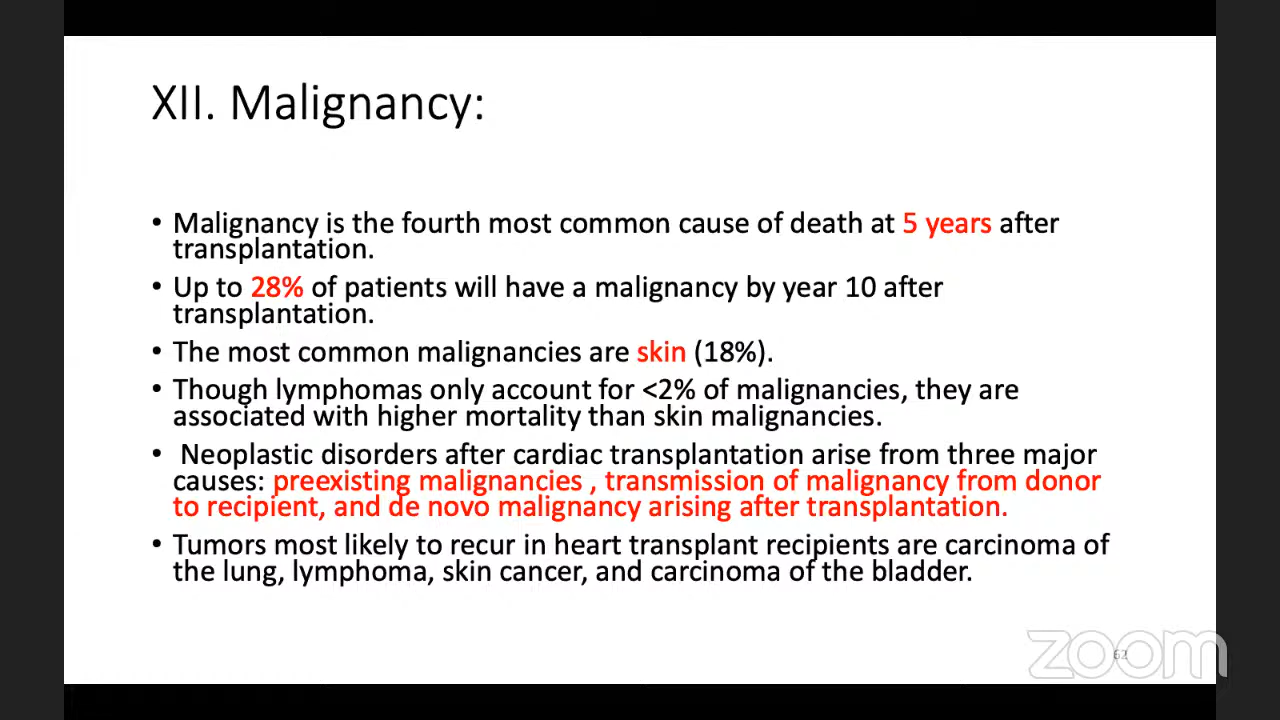 XII. Malignancy:
• Malignancy is the fourth most common cause of death at 5 years after
transplantation.
• Up to 28% of patients will have a malignancy by year 10 after
transplantation.
• The most common malignancies are skin (18%).
• Though lymphomas only account for <2% of malignancies, they are
associated with higher mortality than skin malignancies.
• Neoplastic disorders after cardiac transplantation arise from three major
causes: preexisting malignancies , transmission of malignancy from donor
to recipient, and de novo malignancy arising after transplantation.
• Tumors most likely to recur in heart transplant recipients are carcinoma of
the lung, lymphoma, skin cancer, and carcinoma of the bladder.
62
zoom